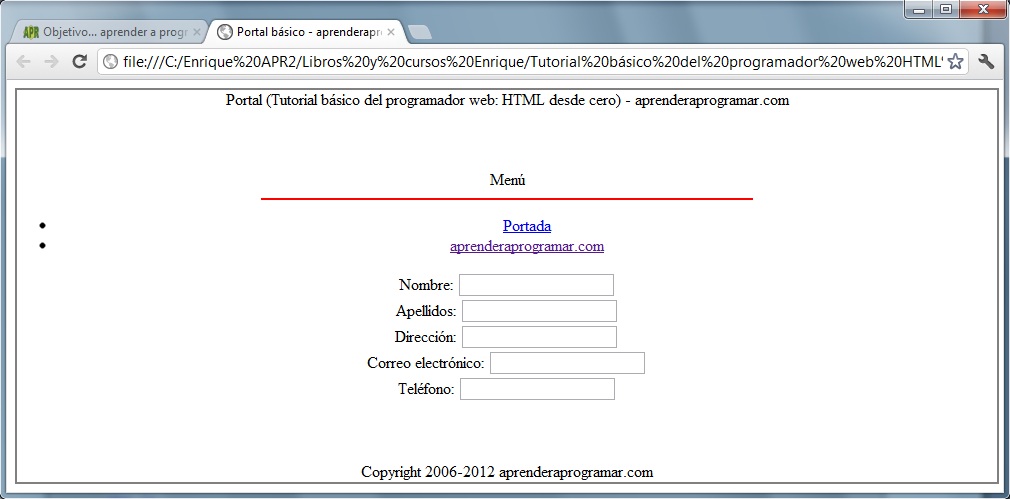 Objetivo... aprender a progr
Portal básico - aprenderapr
file:///C:/Enrique%20APR2/Libros%20y%20cursos%20Enrique/Tutorial%20básico%20del%20programador%20web%20HTML'
Portal (Tutorial básico del programador web: HTML desde cero) - aprenderaprogramar.com
Menú
Portada
aprenderaprogramar.com
Nombre:
Apellidos:
Dirección:
Correo electrónico:
Teléfono:
Copyright 2006-2012 aprenderaprogramar.com